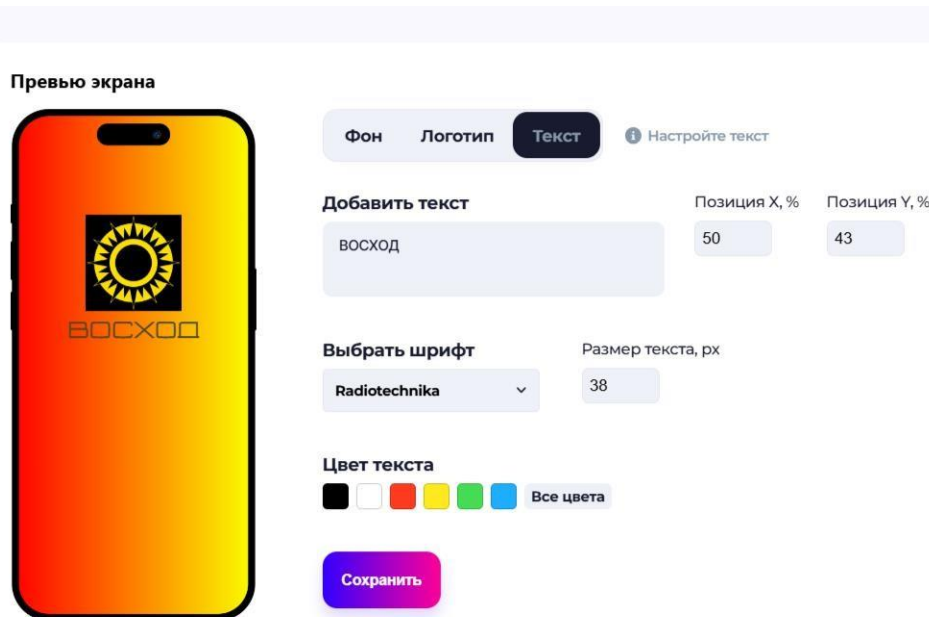 Превью экрана
Фон Логотип Текст Настройте текст
Добавить текст Позиция X, % Позиция Y, %
ВОСХОД 50 43
ВОСХОД
Выбрать шрифт Размер текста, px
Radiotechnika 38
Цвет текста
Все цвета
Сохранить